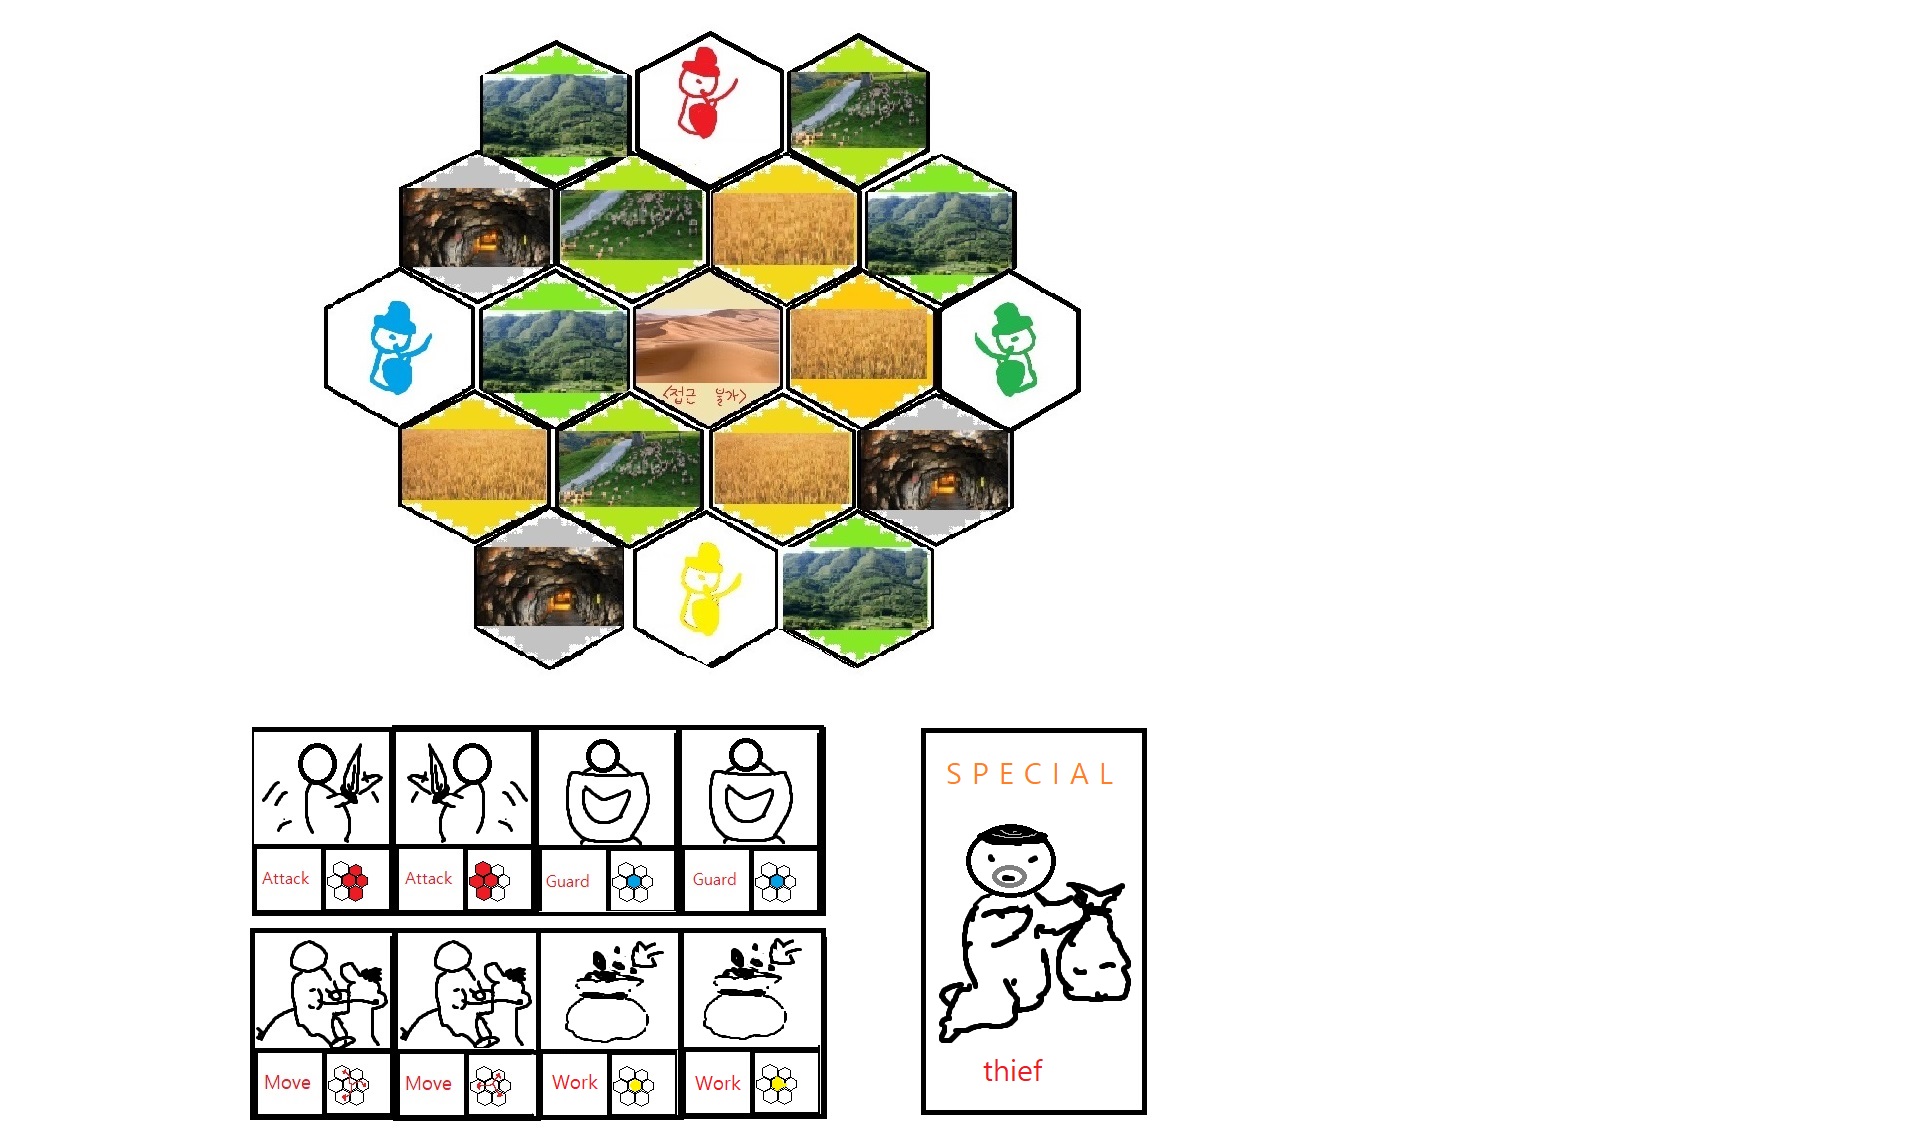 <접근 불가>
Attack
Attack
Guard
Guard
SPECIAL
Move
Move
Work
Work
thief